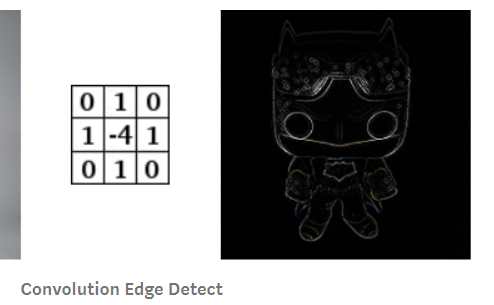 0 1 0
1 -4 1
0 1 0
Convolution Edge Detect